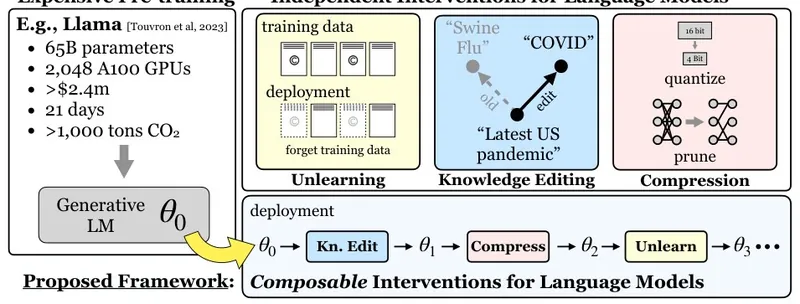 Expensive Pre-training
Independent Interventions for Language Models
E.g., Llama [Touvron et al, 2023]
• 65B parameters
• 2,048 A100 GPUs
• >$2.4m
• 21 days
• >1,000 tons CO₂
Generative
LM
θ₀
training data
©
©
deployment
©
©
forget training data
Unlearning
“Swine
Flu”
“COVID”
old
edit
“Latest US
pandemic”
Knowledge Editing
16 bit
4 Bit
quantize
prune
Compression
deployment
θ₀ Kn. Edit θ₁ Compress θ₂ Unlearn θ₃ •••
Proposed Framework: Composable Interventions for Language Models